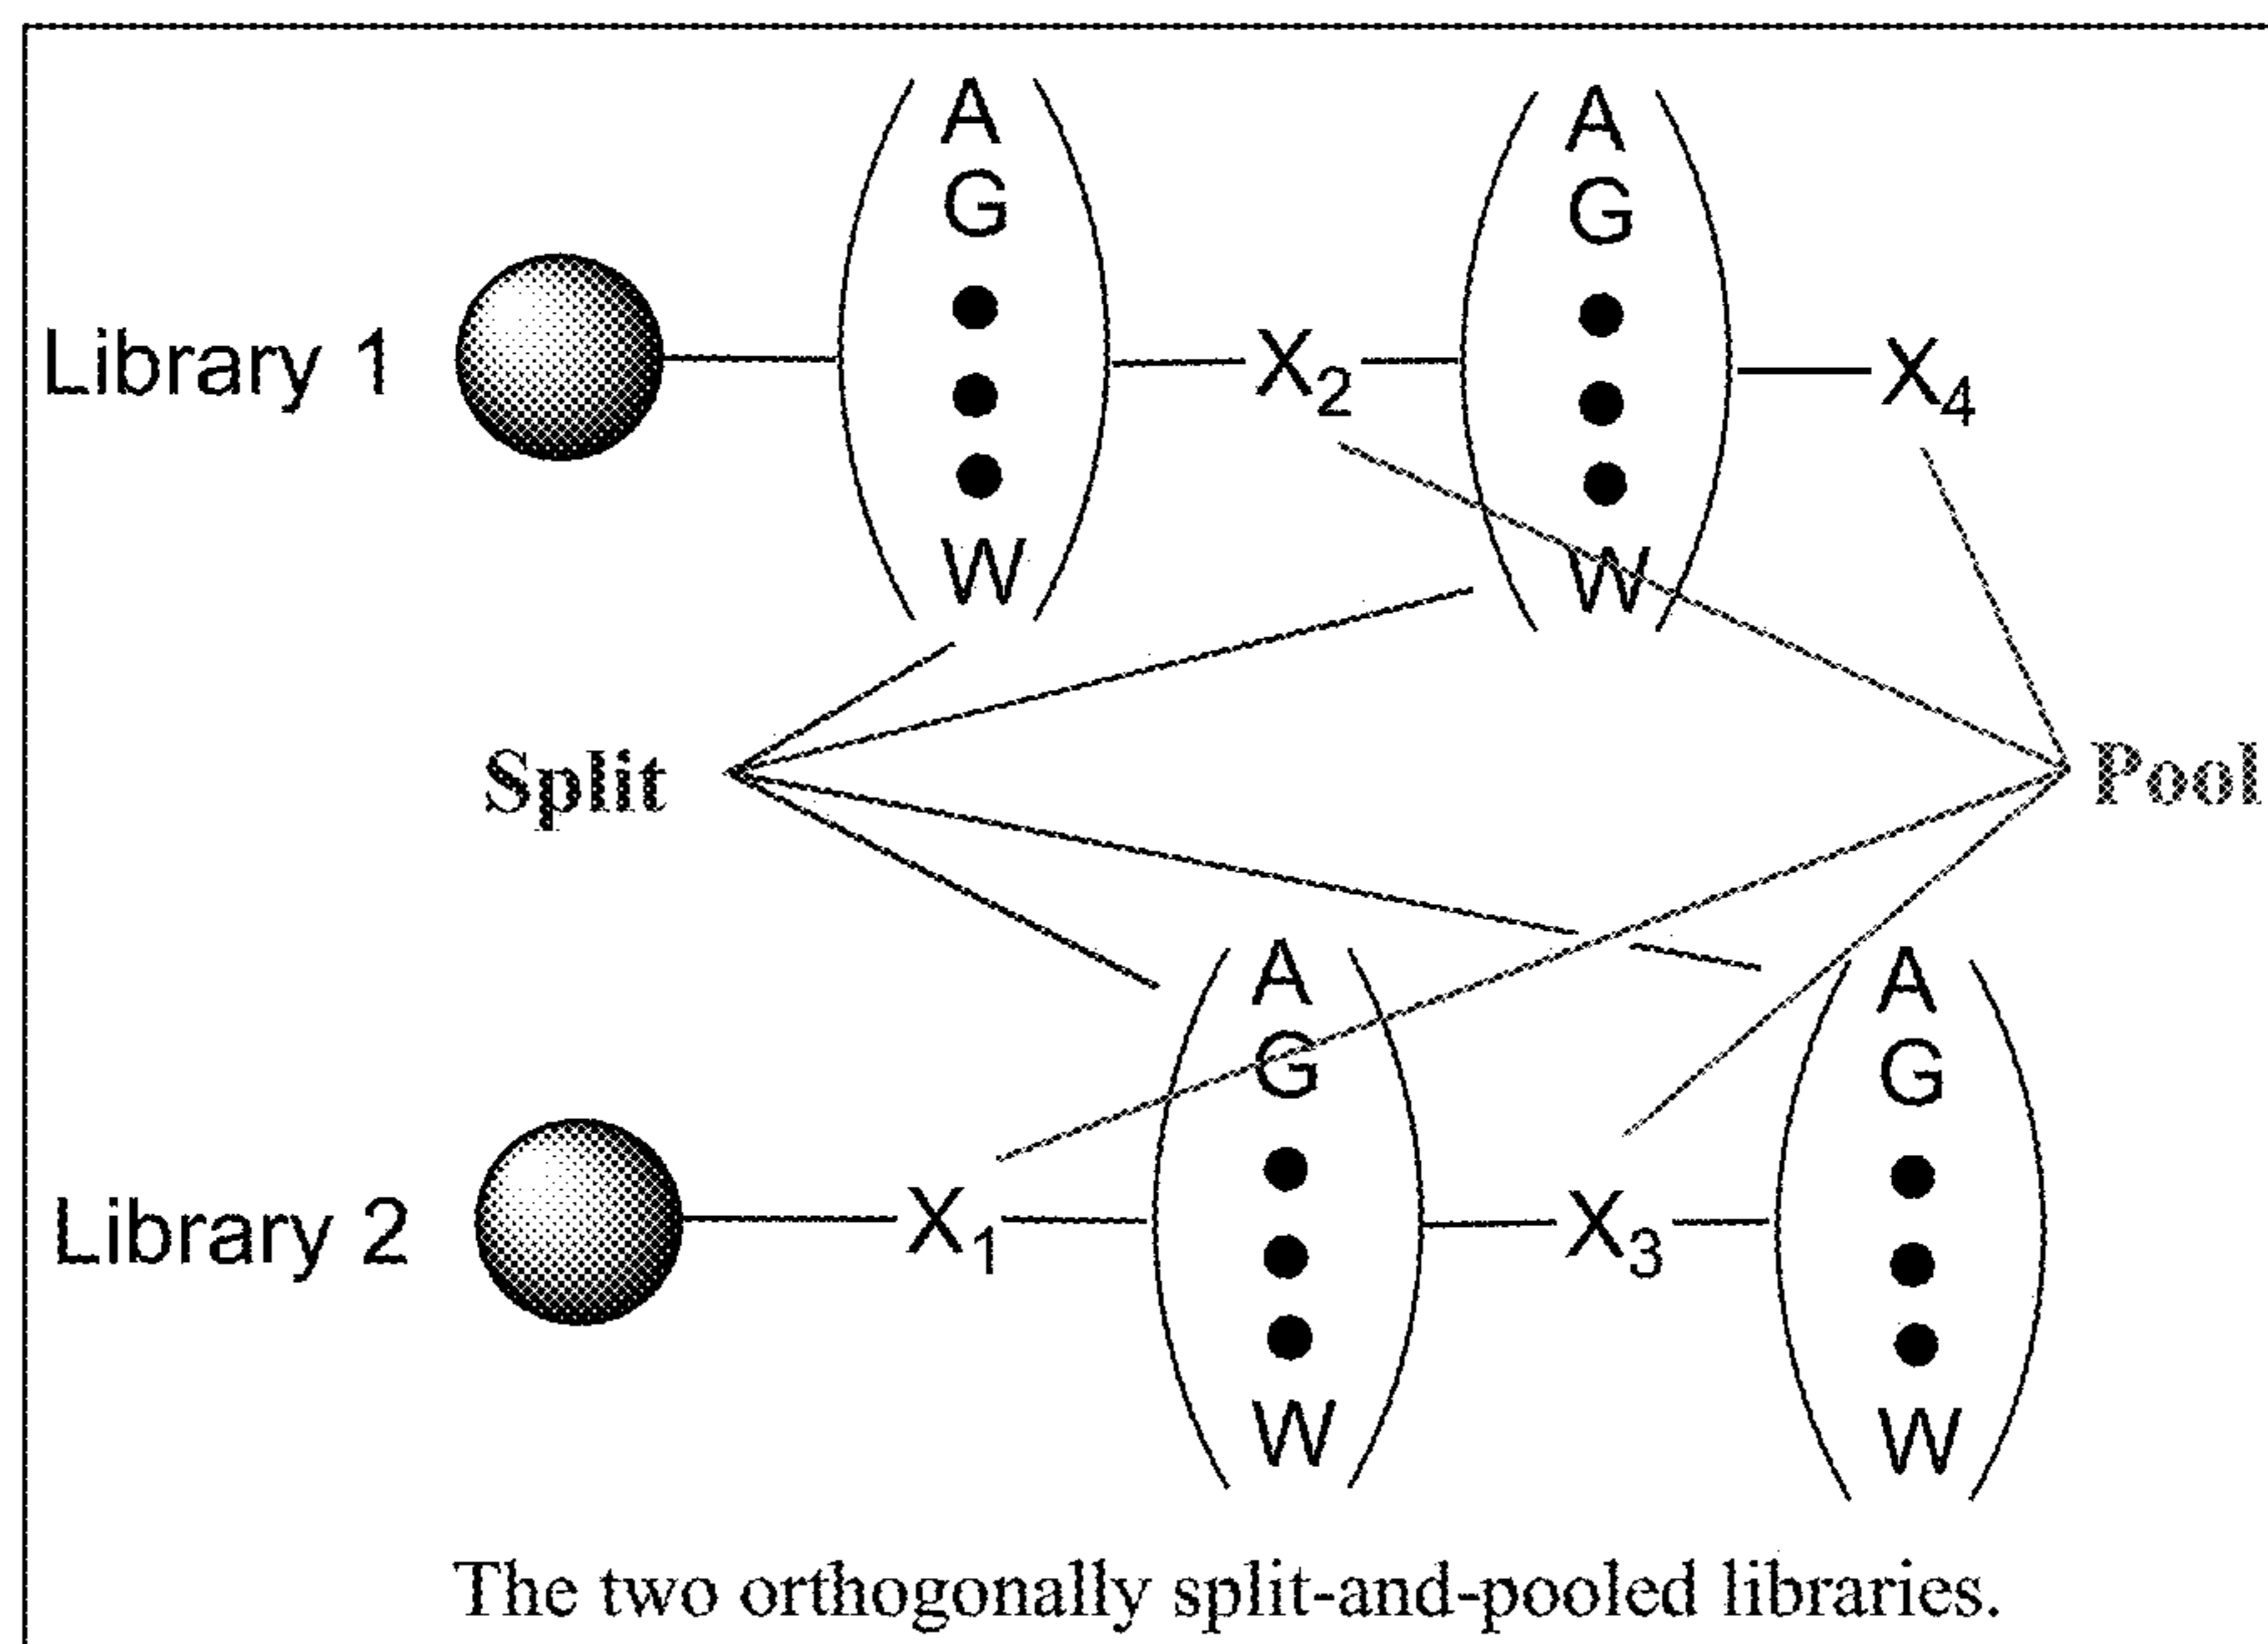 A A
G G
Library 1 X2 X4
W W
Split Pool
A A
G G
Library 2 X1 X3
W W
The two orthogonally split-and-pooled libraries.